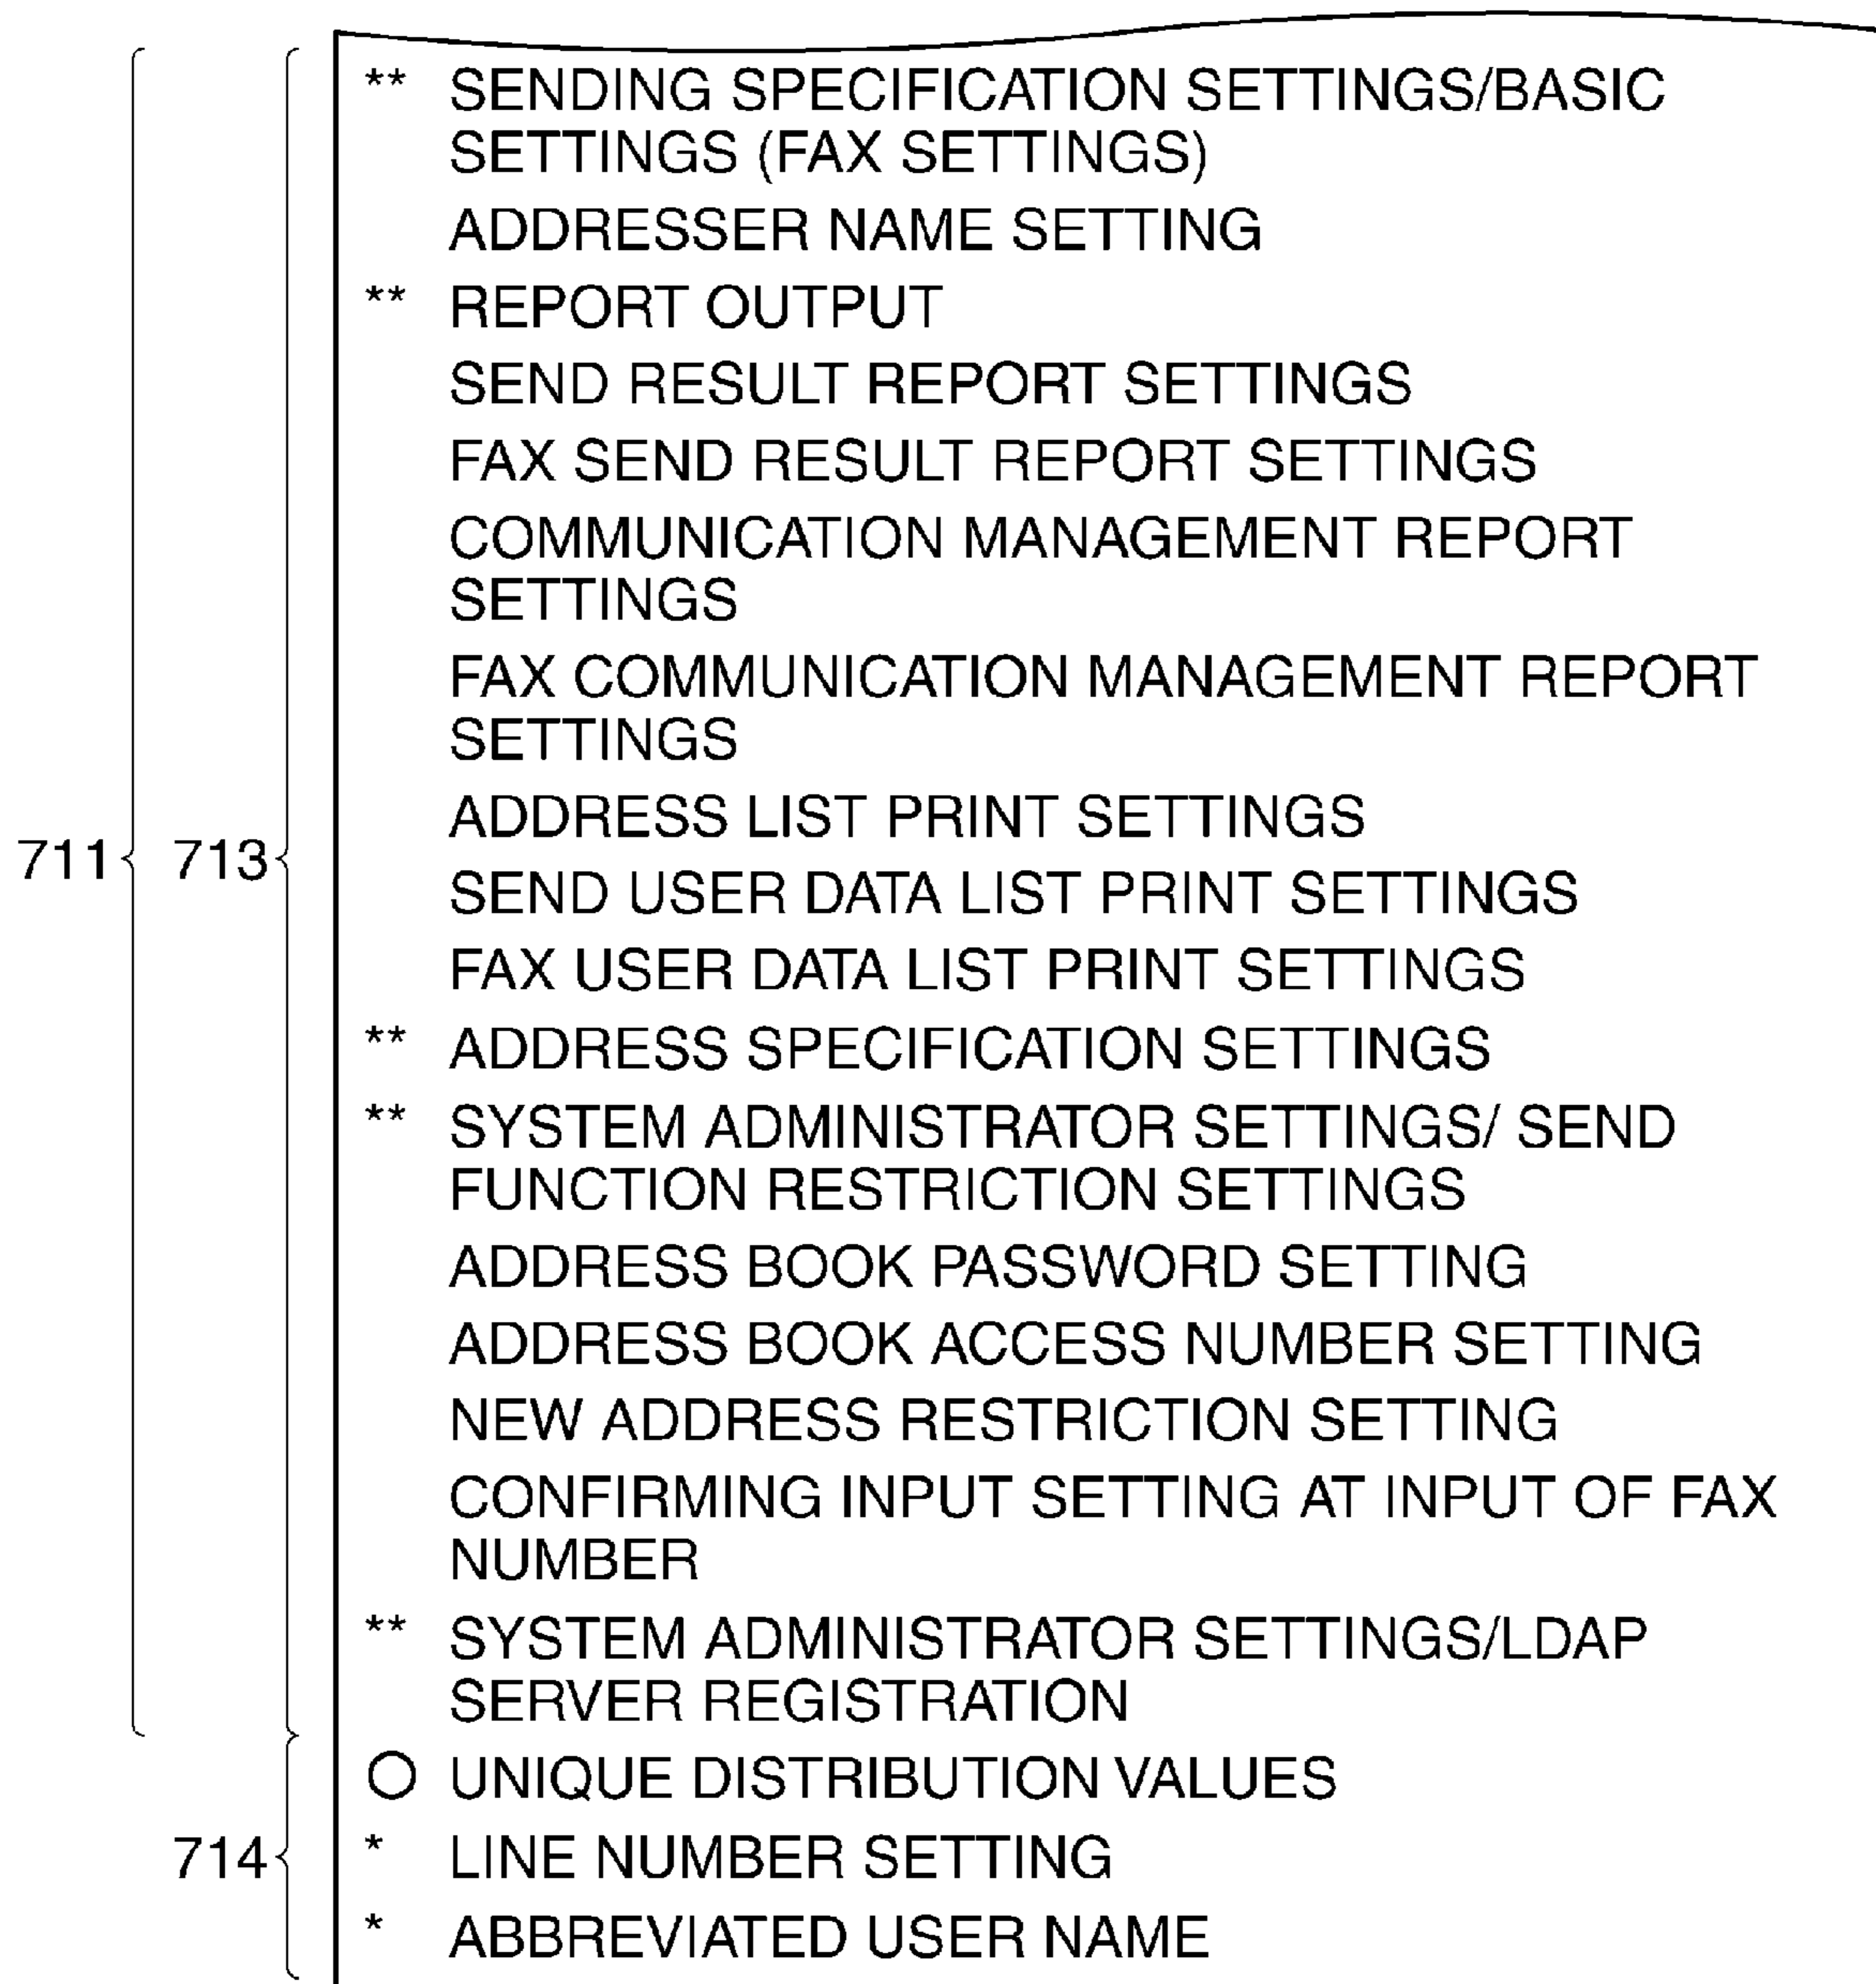 ** SENDING SPECIFICATION SETTINGS/BASIC
SETTINGS (FAX SETTINGS)
ADDRESSER NAME SETTING
** REPORT OUTPUT
SEND RESULT REPORT SETTINGS
FAX SEND RESULT REPORT SETTINGS
COMMUNICATION MANAGEMENT REPORT
SETTINGS
FAX COMMUNICATION MANAGEMENT REPORT
SETTINGS
ADDRESS LIST PRINT SETTINGS
711 713
SEND USER DATA LIST PRINT SETTINGS
FAX USER DATA LIST PRINT SETTINGS
** ADDRESS SPECIFICATION SETTINGS
** SYSTEM ADMINISTRATOR SETTINGS/ SEND
FUNCTION RESTRICTION SETTINGS
ADDRESS BOOK PASSWORD SETTING
ADDRESS BOOK ACCESS NUMBER SETTING
NEW ADDRESS RESTRICTION SETTING
CONFIRMING INPUT SETTING AT INPUT OF FAX
NUMBER
** SYSTEM ADMINISTRATOR SETTINGS/LDAP
SERVER REGISTRATION
○ UNIQUE DISTRIBUTION VALUES
714 * LINE NUMBER SETTING
* ABBREVIATED USER NAME